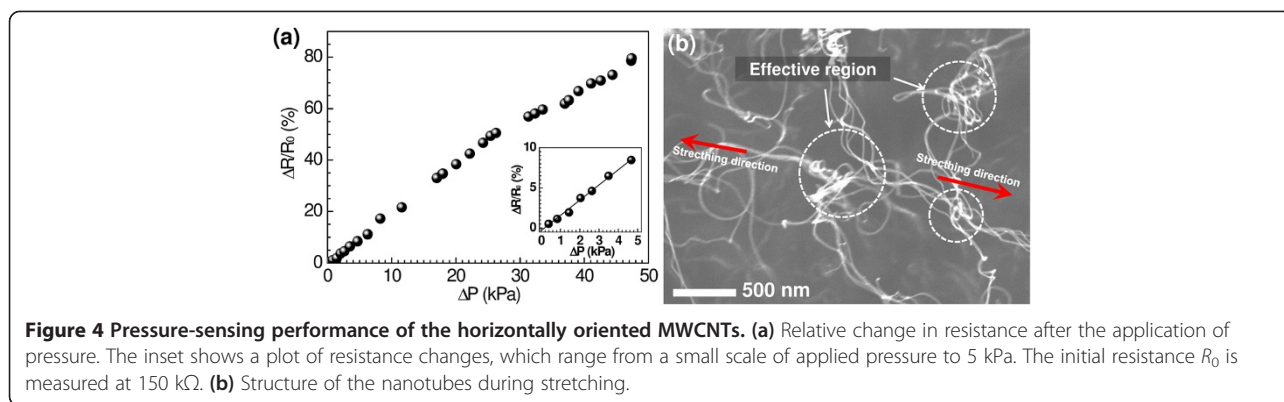 (a)
80
60
40
20
0
ΔR/R₀ (%)
0 10 20 30 40 50
ΔP (kPa)
10
5
0
ΔR/R₀ (%)
0 1 2 3 4 5
ΔP (kPa)
(b)
Effective region
Strecthing direction
Strecthing direction
500 nm
Figure 4 Pressure-sensing performance of the horizontally oriented MWCNTs. (a) Relative change in resistance after the application of
pressure. The inset shows a plot of resistance changes, which range from a small scale of applied pressure to 5 kPa. The initial resistance R₀ is
measured at 150 kΩ. (b) Structure of the nanotubes during stretching.